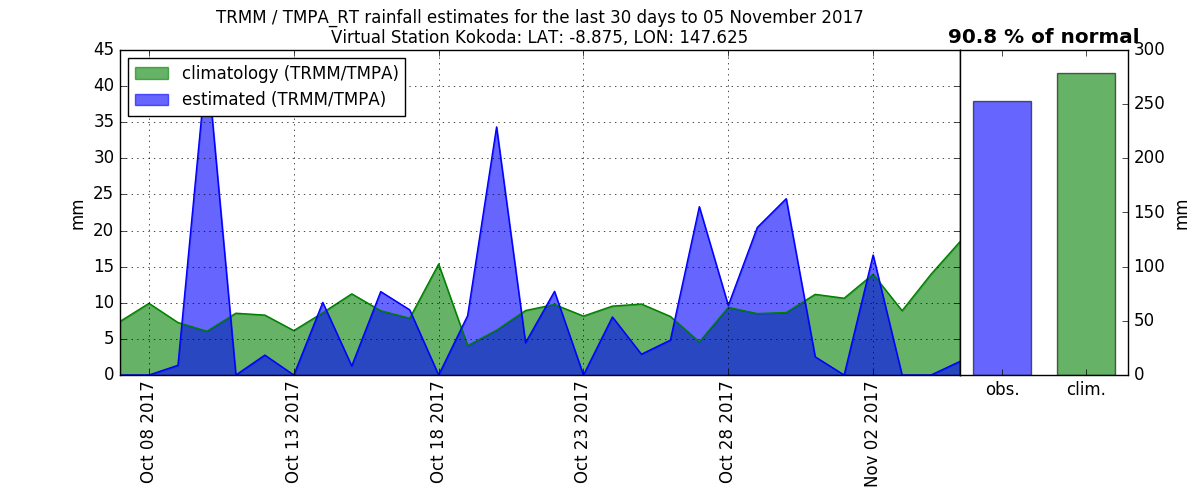 TRMM / TMPA_RT rainfall estimates for the last 30 days to 05 November 2017
Virtual Station Kokoda: LAT: -8.875, LON: 147.625
90.8 % of normal
climatology (TRMM/TMPA)
estimated (TRMM/TMPA)
45
40
35
30
25
20
15
10
5
0
mm
Oct 08 2017
Oct 13 2017
Oct 18 2017
Oct 23 2017
Oct 28 2017
Nov 02 2017
300
250
200
150
100
50
0
mm
obs.
clim.